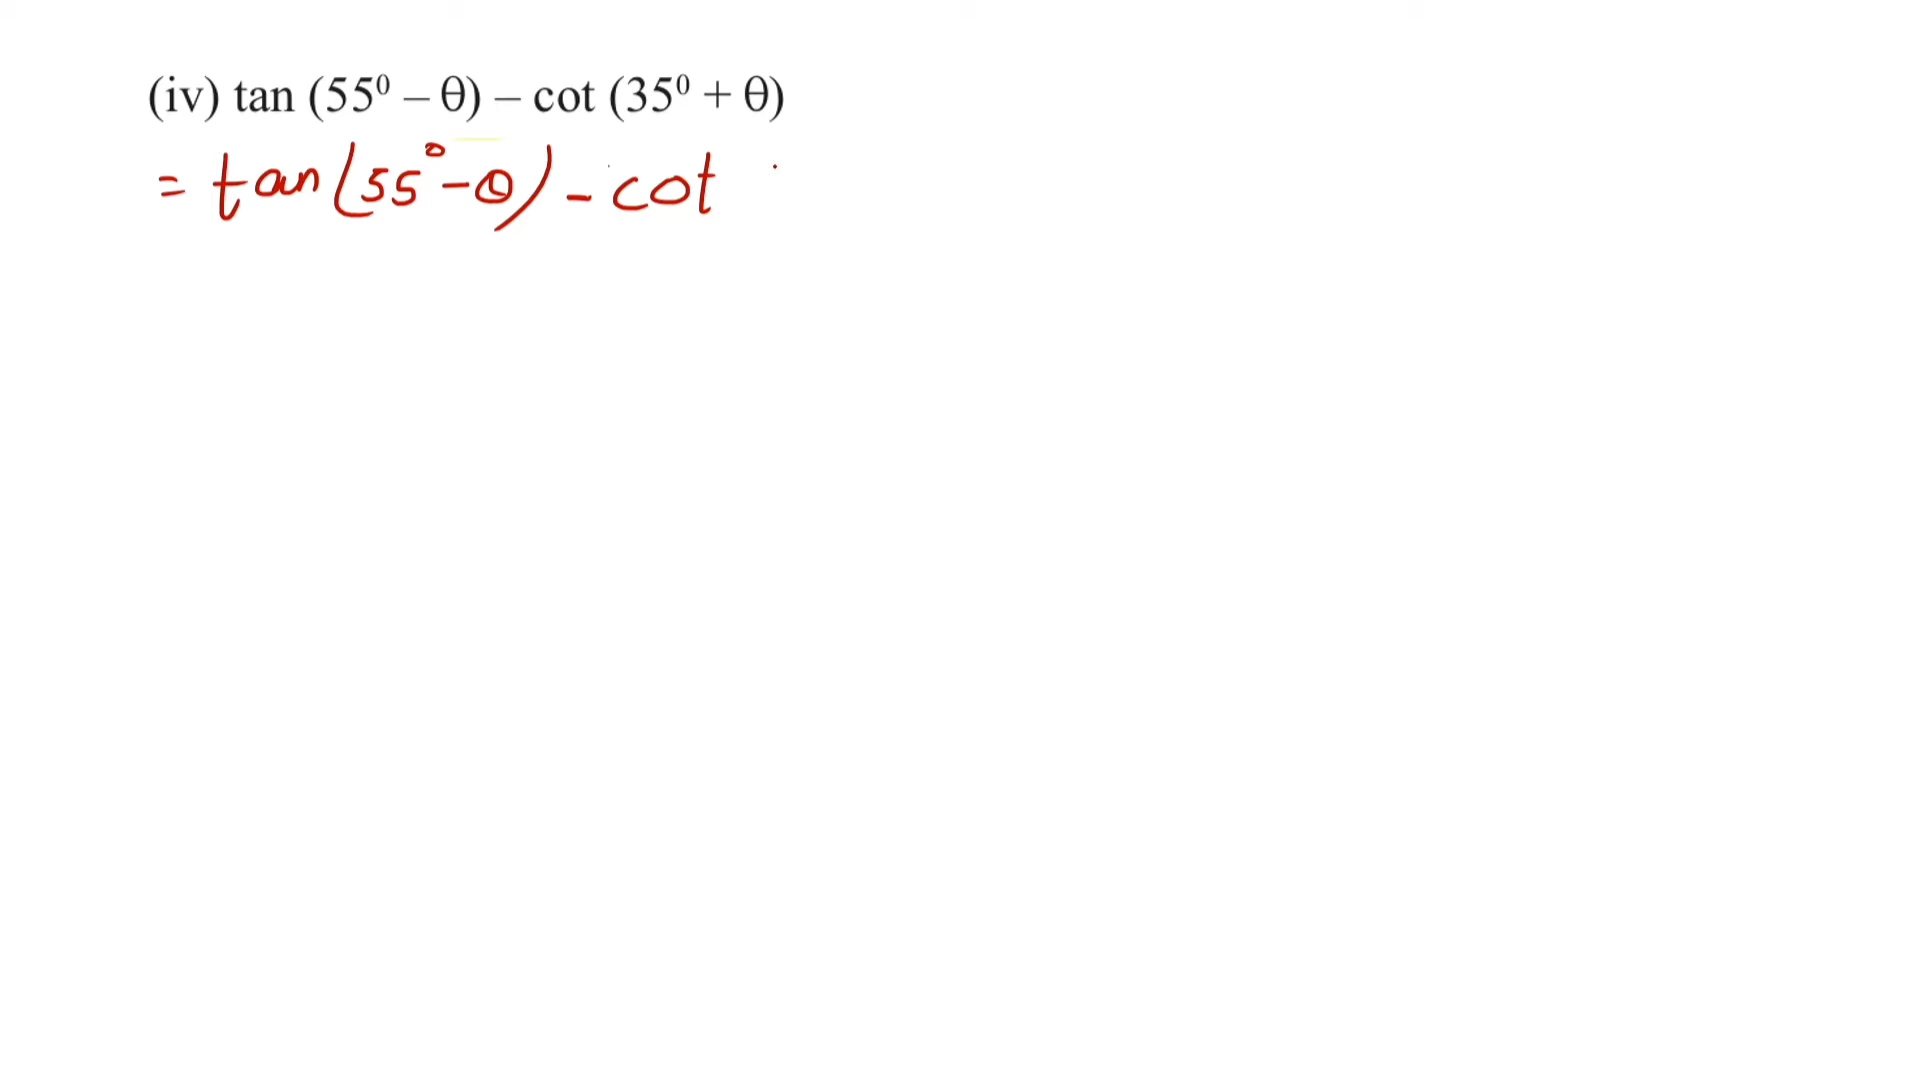 (iv) tan (55⁰ – θ) – cot (35⁰ + θ)
= tan(55° - θ) - cot